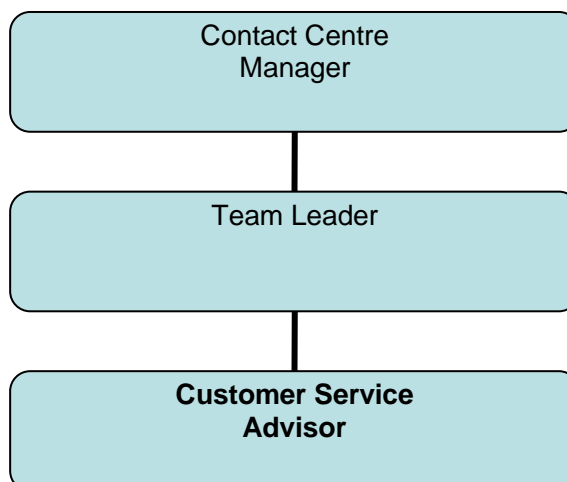 Contact Centre
Manager
Team Leader
Customer Service
Advisor